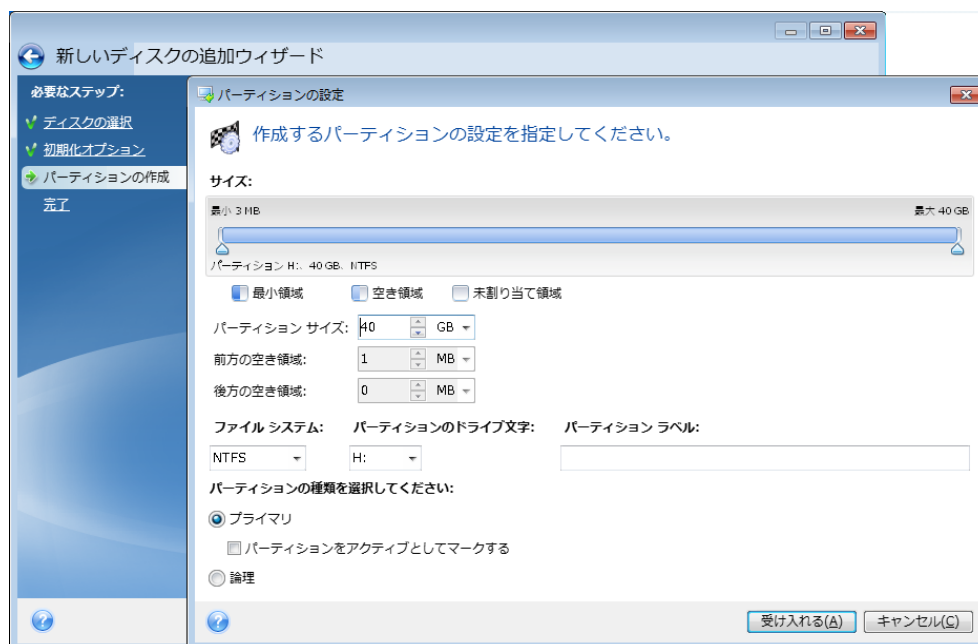 新しいディスクの追加ウィザード
必要なステップ:
ディスクの選択
初期化オプション
パーティションの作成
完了
パーティションの設定
作成するパーティションの設定を指定してください。
サイズ:
最小 3 MB 最大 40 GB
パーティション H:、40 GB、NTFS
最小領域 空き領域 未割り当て領域
パーティション サイズ: 40 GB
前方の空き領域: 1 MB
後方の空き領域: 0 MB
ファイル システム: パーティションのドライブ文字: パーティション ラベル:
NTFS H:
パーティションの種類を選択してください:
プライマリ
パーティションをアクティブとしてマークする
論理
受け入れる(A) キャンセル(C)